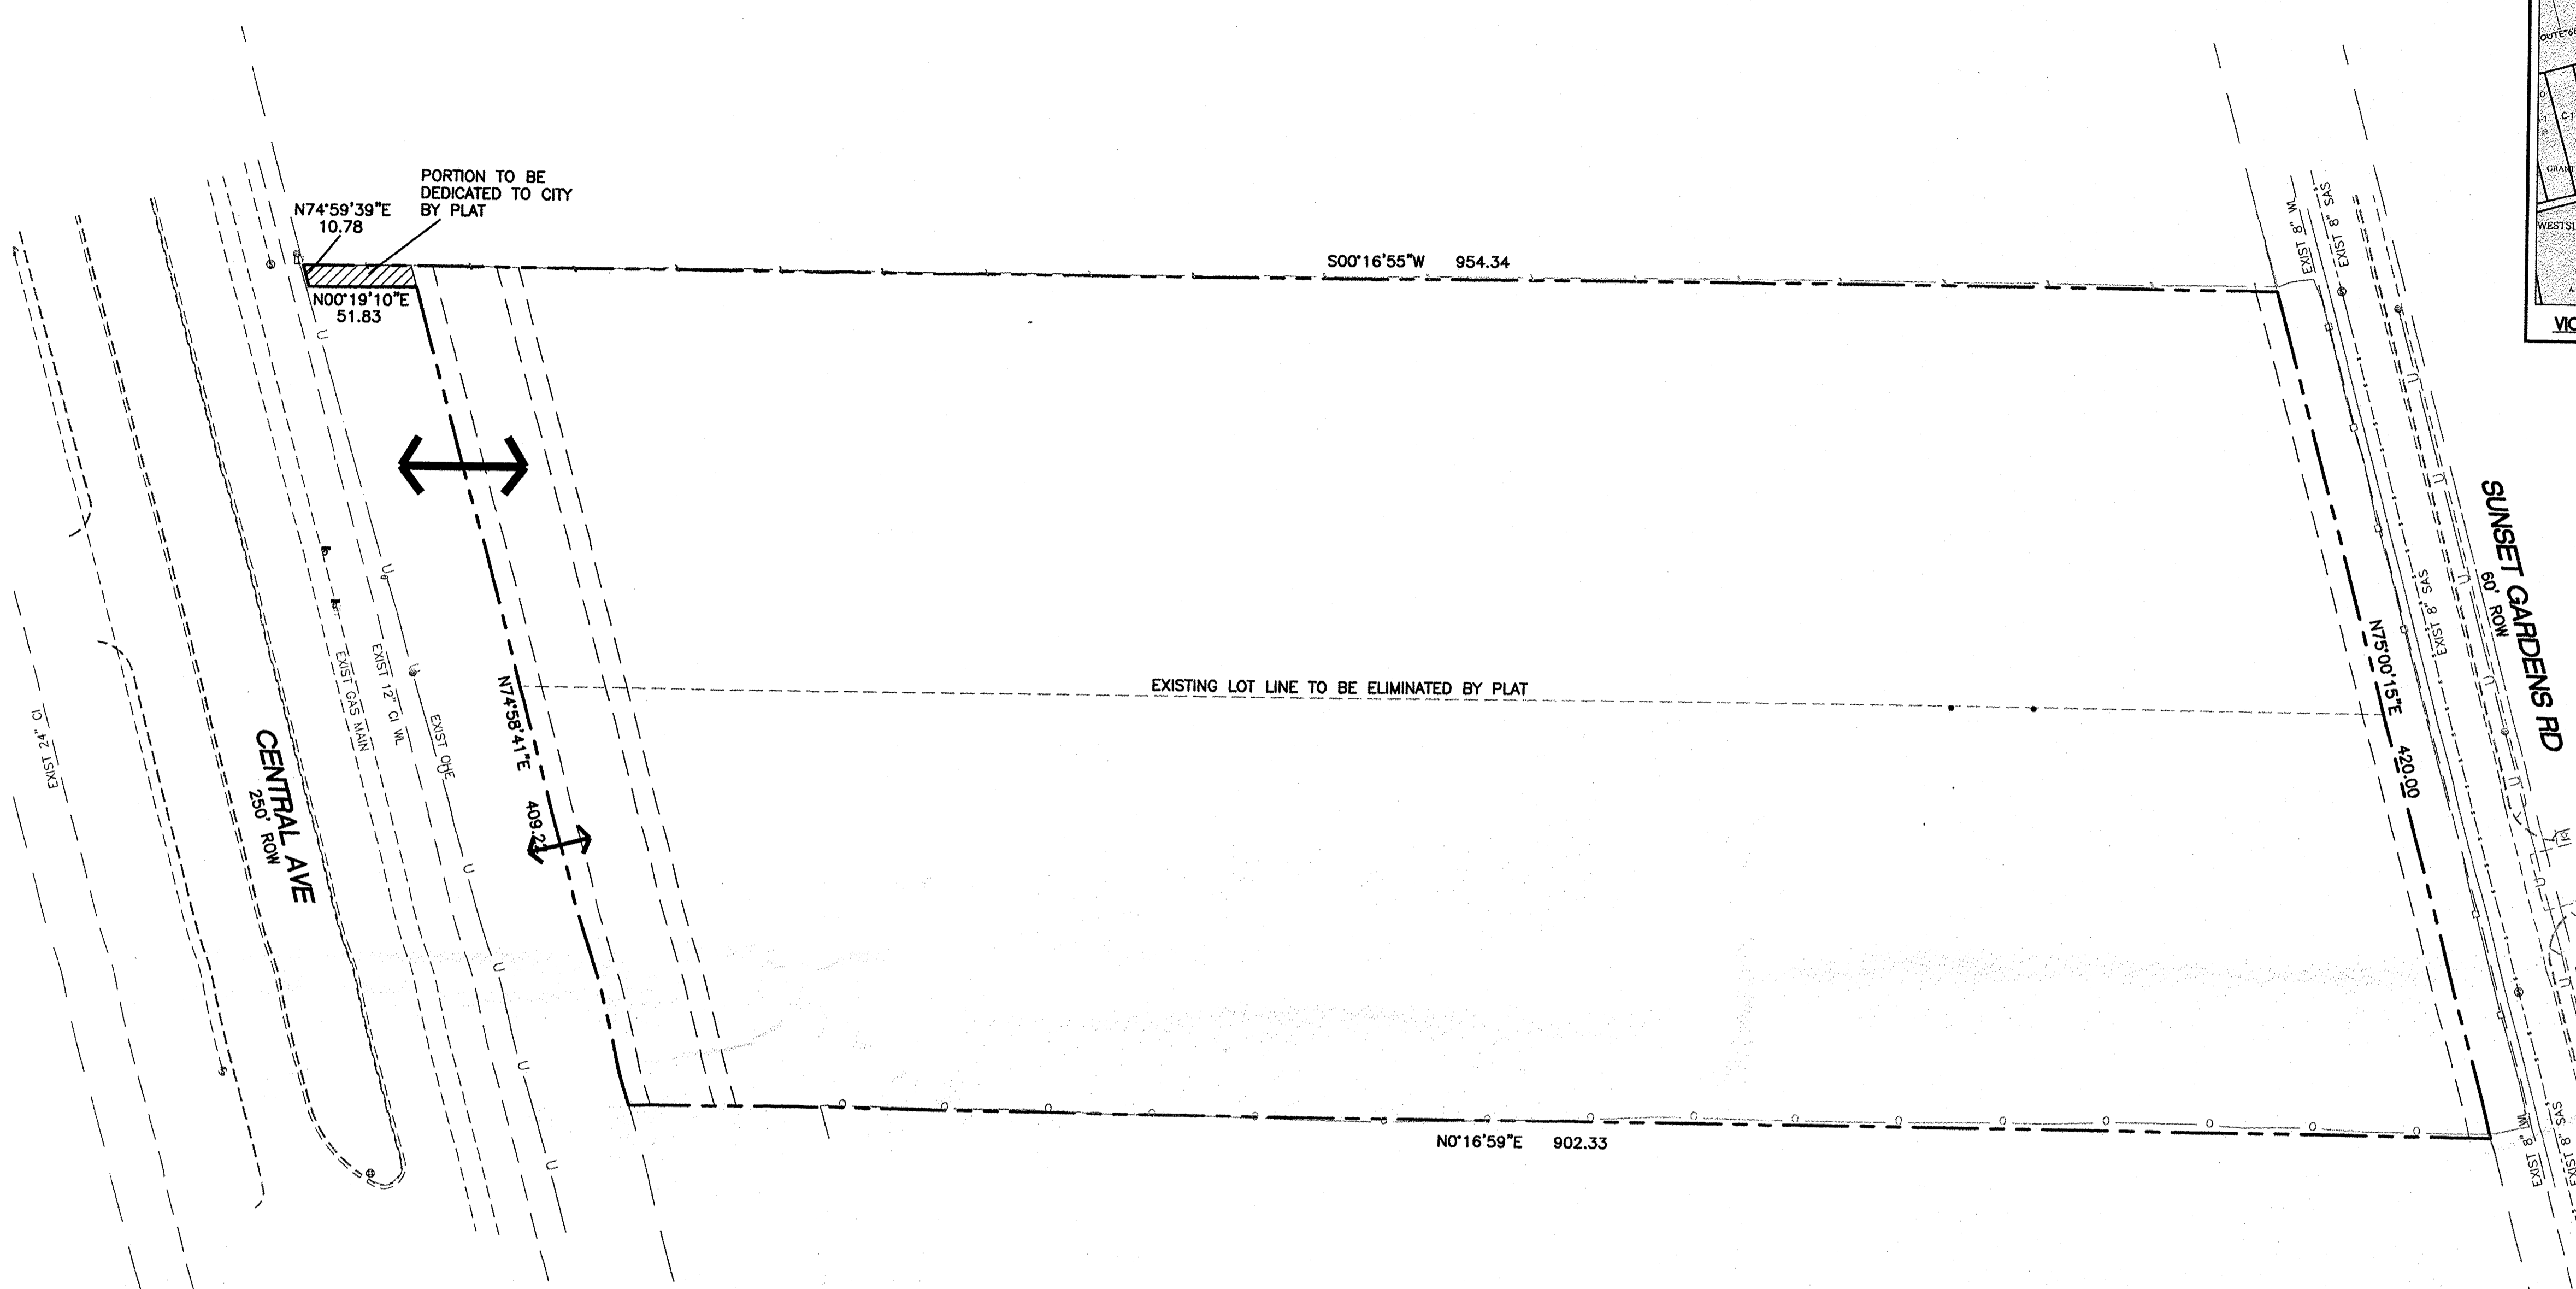 PORTION TO BE
DEDICATED TO CITY
BY PLAT
N74°59'39"E
10.78
N00°19'10"E
51.83
S00°16'55"W 954.34
EXIST 8" WL
EXIST 8" SAS
WESTSI
GRANT
C-1
VIC
SUNSET GARDENS RD
60' ROW
EXIST 8" SAS
N75°00'15"E 420.00
EXISTING LOT LINE TO BE ELIMINATED BY PLAT
N74°58'41"E
EXIST OHE
EXIST 12" CI WL
EXIST GAS MAIN
CENTRAL AVE
250' ROW
EXIST 24" CI
N0°16'59"E 902.33
EXIST 8" WL
EXIST 8" SAS